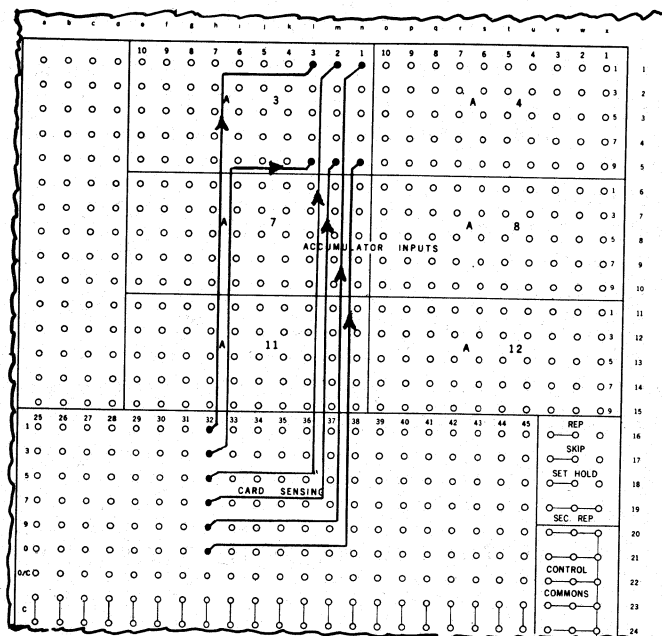 a b c d e f g h i j k l m n o p q r s t u v w x
10 9 8 7 6 5 4 3 2 1 10 9 8 7 6 5 4 3 2 1
1 1
A 3 A 4 3 2
5 3
7 4
9 5
1 6
A 7 A 8 3 7
ACCUMULATOR INPUTS 5 8
7 9
9 10
1 11
A 11 A 12 3 12
5 13
7 14
9 15
25 26 27 28 29 30 31 32 33 34 35 36 37 38 39 40 41 42 43 44 45 REP
1 16
3 SKIP 17
5 SET HOLD 18
CARD SENSING
7 19
SEC. REP
9 20
0 21
CONTROL
0/C 22
COMMONS
C 23
24